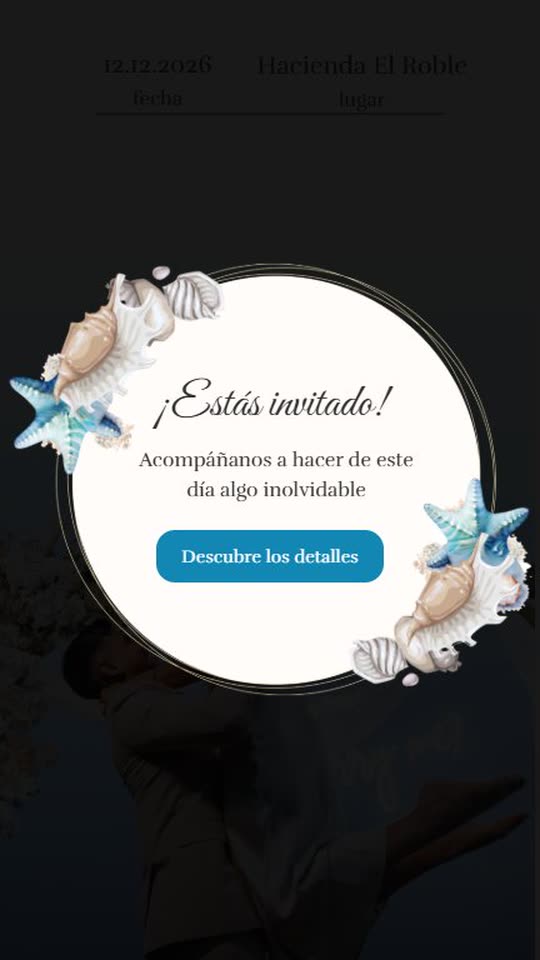 12.12.2026
Hacienda El Roble
fecha
lugar
¡Estás invitado!
Acompáñanos a hacer de este
día algo inolvidable
Descubre los detalles